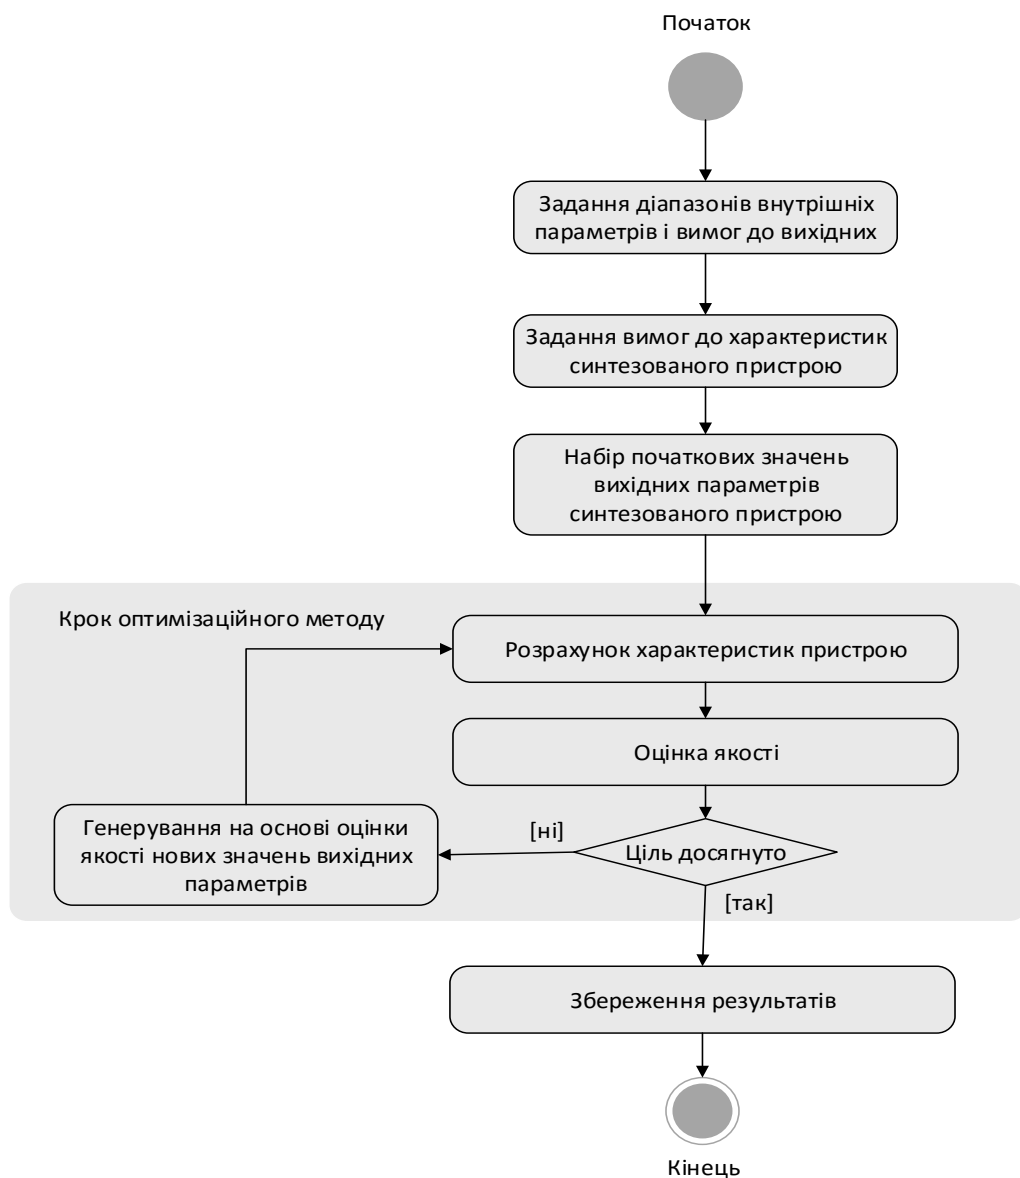 Початок
Задання діапазонів внутрішніх
параметрів і вимог до вихідних
Задання вимог до характеристик
синтезованого пристрою
Набір початкових значень
вихідних параметрів
синтезованого пристрою
Крок оптимізаційного методу
Розрахунок характеристик пристрою
Оцінка якості
Генерування на основі оцінки
якості нових значень вихідних
параметрів
[ні]
Ціль досягнуто
[так]
Збереження результатів
Кінець